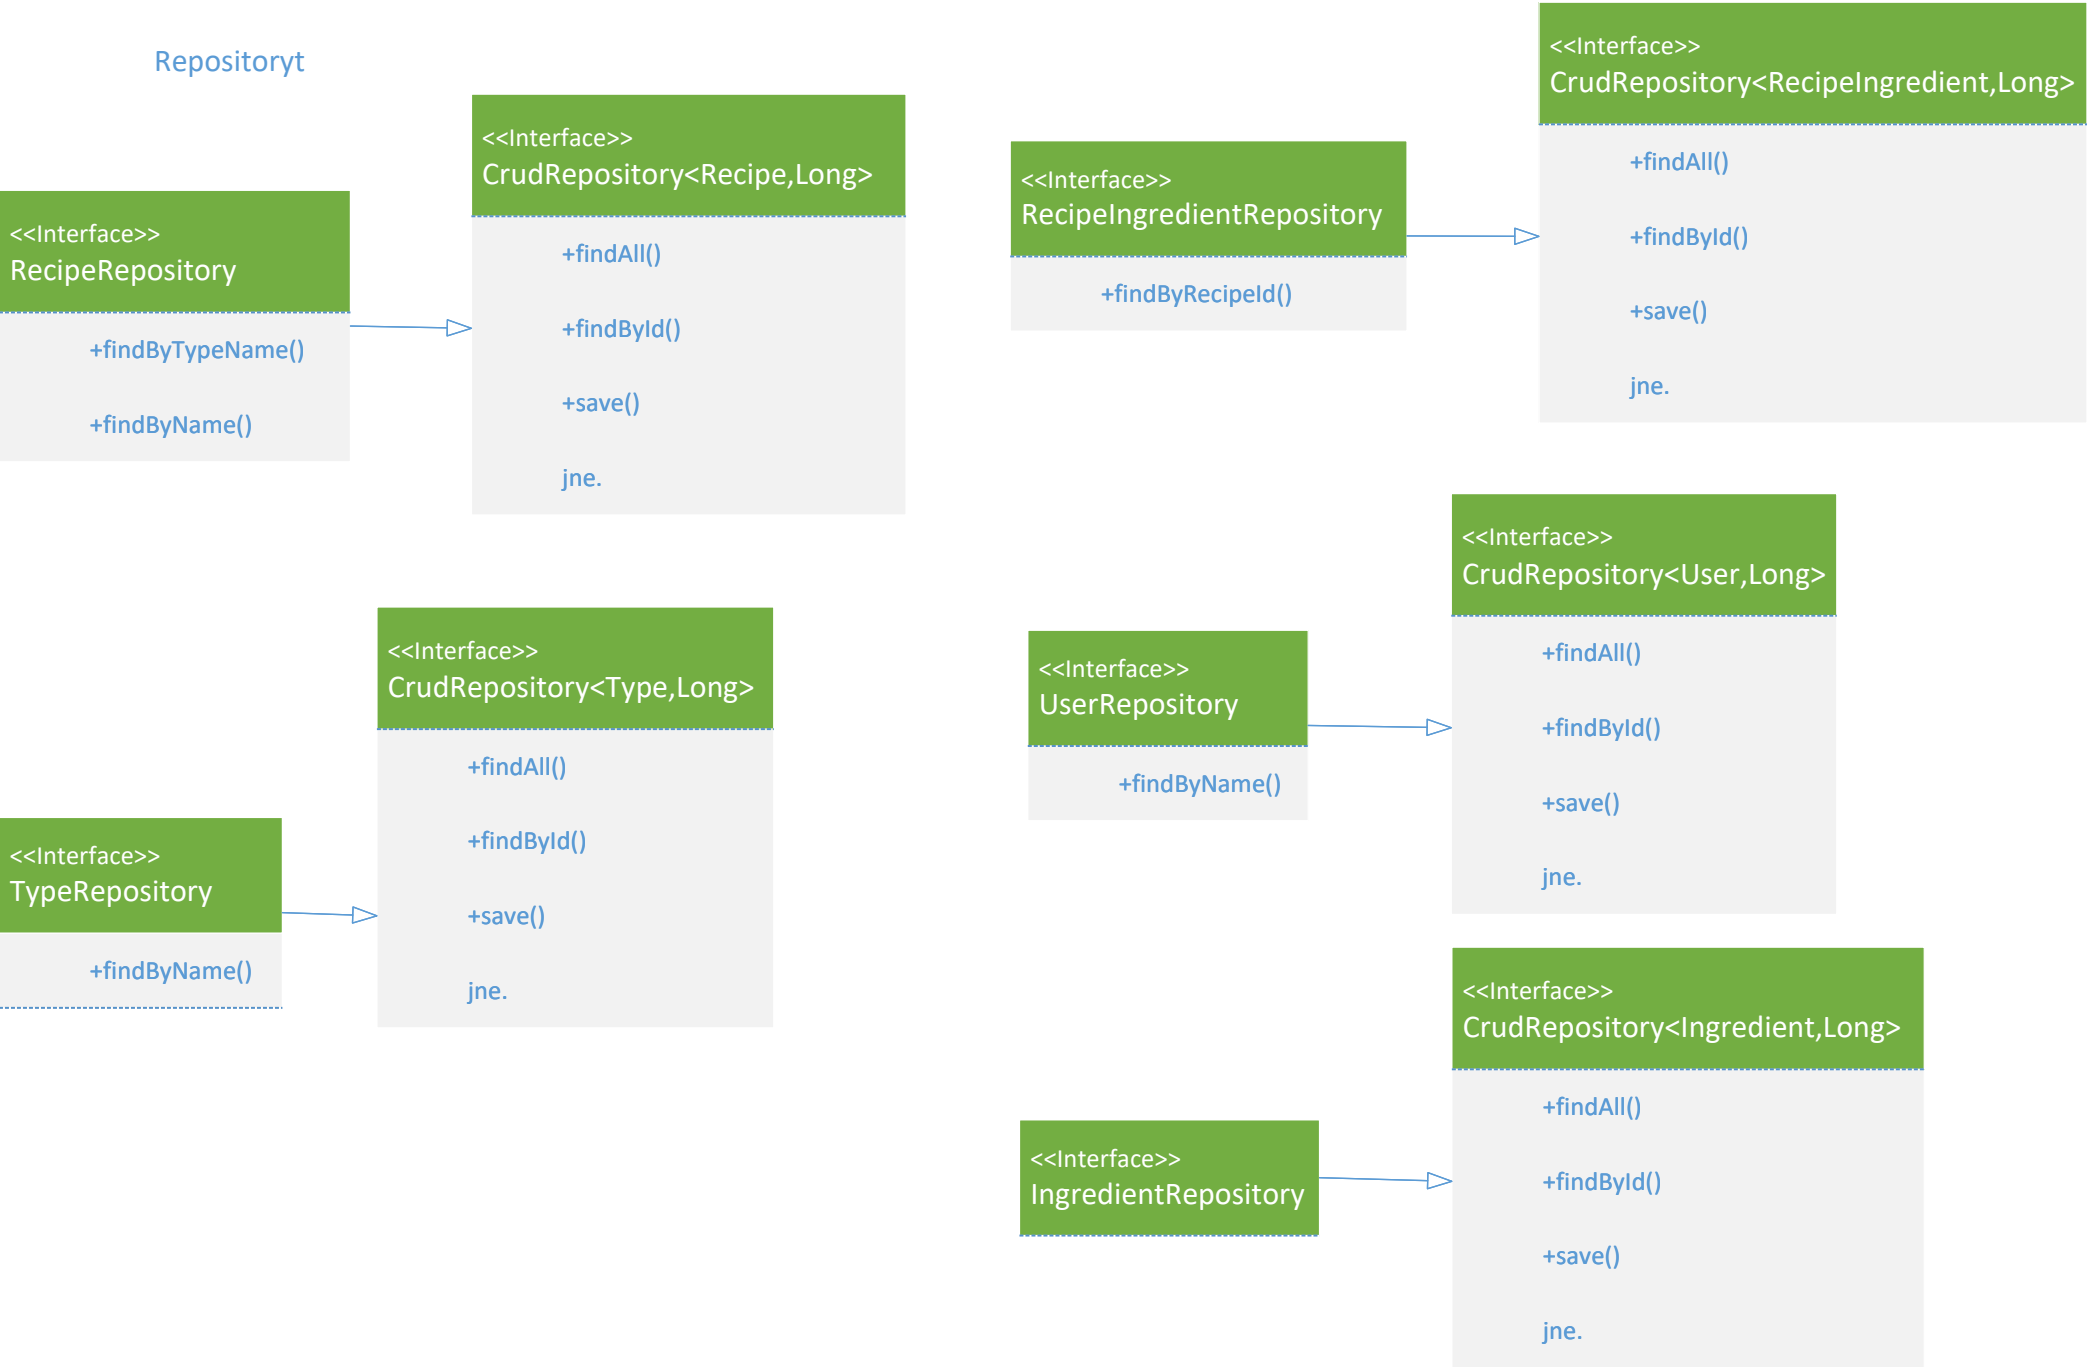 Repositoryt
<<Interface>>
RecipeRepository
+findByTypeName()
+findByName()
<<Interface>>
CrudRepository<Recipe,Long>
+findAll()
+findById()
+save()
jne.
<<Interface>>
RecipeIngredientRepository
+findByRecipeId()
<<Interface>>
CrudRepository<RecipeIngredient,Long>
+findAll()
+findById()
+save()
jne.
<<Interface>>
TypeRepository
+findByName()
<<Interface>>
CrudRepository<Type,Long>
+findAll()
+findById()
+save()
jne.
<<Interface>>
UserRepository
+findByName()
<<Interface>>
CrudRepository<User,Long>
+findAll()
+findById()
+save()
jne.
<<Interface>>
IngredientRepository
<<Interface>>
CrudRepository<Ingredient,Long>
+findAll()
+findById()
+save()
jne.